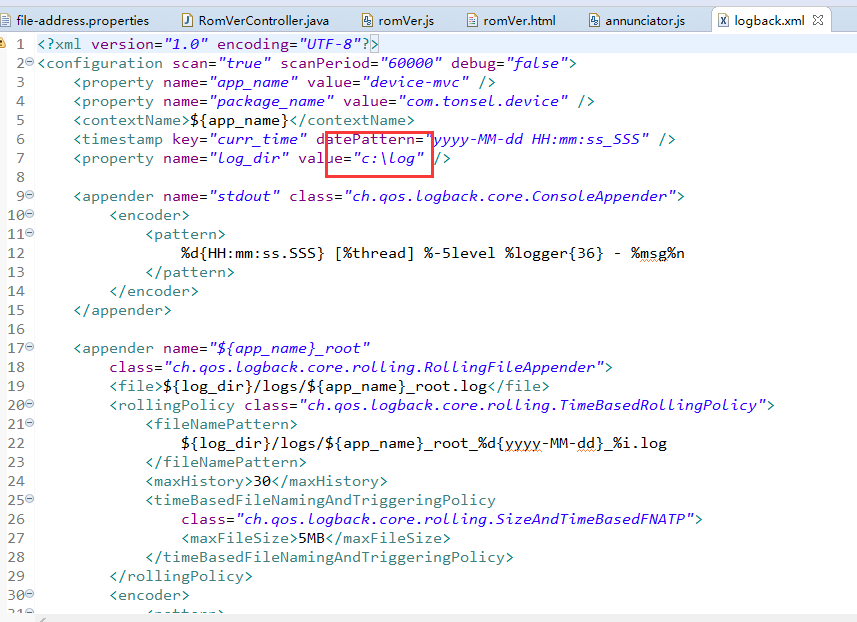 file-address.properties RomVerController.java romVer.js romVer.html annunciator.js logback.xml
1 <?xml version="1.0" encoding="UTF-8"?>
2 <configuration scan="true" scanPeriod="60000" debug="false">
3 <property name="app_name" value="device-mvc" />
4 <property name="package_name" value="com.tonsel.device" />
5 <contextName>${app_name}</contextName>
6 <timestamp key="curr_time" datePattern="yyyy-MM-dd HH:mm:ss_SSS" />
7 <property name="log_dir" value="c:\log" />
8
9 <appender name="stdout" class="ch.qos.logback.core.ConsoleAppender">
10 <encoder>
11 <pattern>
12 %d{HH:mm:ss.SSS} [%thread] %-5level %logger{36} - %msg%n
13 </pattern>
14 </encoder>
15 </appender>
16
17 <appender name="${app_name}_root"
18 class="ch.qos.logback.core.rolling.RollingFileAppender">
19 <file>${log_dir}/logs/${app_name}_root.log</file>
20 <rollingPolicy class="ch.qos.logback.core.rolling.TimeBasedRollingPolicy">
21 <fileNamePattern>
22 ${log_dir}/logs/${app_name}_root_%d{yyyy-MM-dd}_%i.log
23 </fileNamePattern>
24 <maxHistory>30</maxHistory>
25 <timeBasedFileNamingAndTriggeringPolicy
26 class="ch.qos.logback.core.rolling.SizeAndTimeBasedFNATP">
27 <maxFileSize>5MB</maxFileSize>
28 </timeBasedFileNamingAndTriggeringPolicy>
29 </rollingPolicy>
30 <encoder>
31 <pattern>